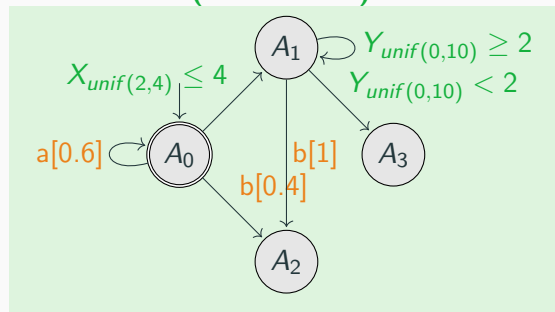 A₁
Y_unif(0,10) ≥ 2
X_unif(2,4) ≤ 4
Y_unif(0,10) < 2
a[0.6]
A₀
b[1]
A₃
b[0.4]
A₂